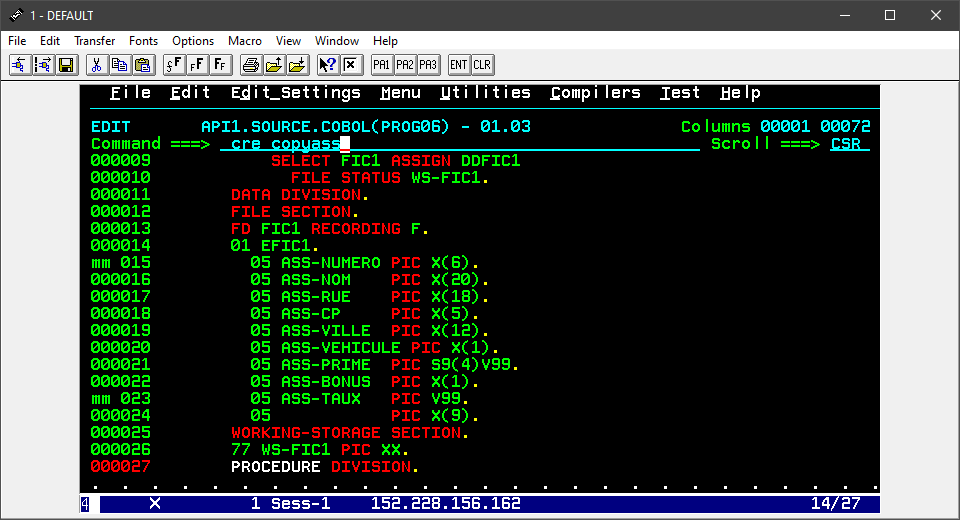 1 - DEFAULT
File Edit Transfer Fonts Options Macro View Window Help
F FF FF ? X PA1 PA2 PA3 ENT CLR
File Edit Edit_Settings Menu Utilities Compilers Test Help
EDIT API1.SOURCE.COBOL(PROG06) - 01.03 Columns 00001 00072
Command ===> cre copyass Scroll ===> CSR
000009 SELECT FIC1 ASSIGN DDFIC1
000010 FILE STATUS WS-FIC1.
000011 DATA DIVISION.
000012 FILE SECTION.
000013 FD FIC1 RECORDING F.
000014 01 EFIC1.
mm 015 05 ASS-NUMERO PIC X(6).
000016 05 ASS-NOM PIC X(20).
000017 05 ASS-RUE PIC X(18).
000018 05 ASS-CP PIC X(5).
000019 05 ASS-VILLE PIC X(12).
000020 05 ASS-VEHICULE PIC X(1).
000021 05 ASS-PRIME PIC S9(4)V99.
000022 05 ASS-BONUS PIC X(1).
mm 023 05 ASS-TAUX PIC V99.
000024 05 PIC X(9).
000025 WORKING-STORAGE SECTION.
000026 77 WS-FIC1 PIC XX.
000027 PROCEDURE DIVISION.
. . . . . . . . . . . . . . . . . . . . . . . . . . .
4 X 1 Sess-1 152.228.156.162 14/27